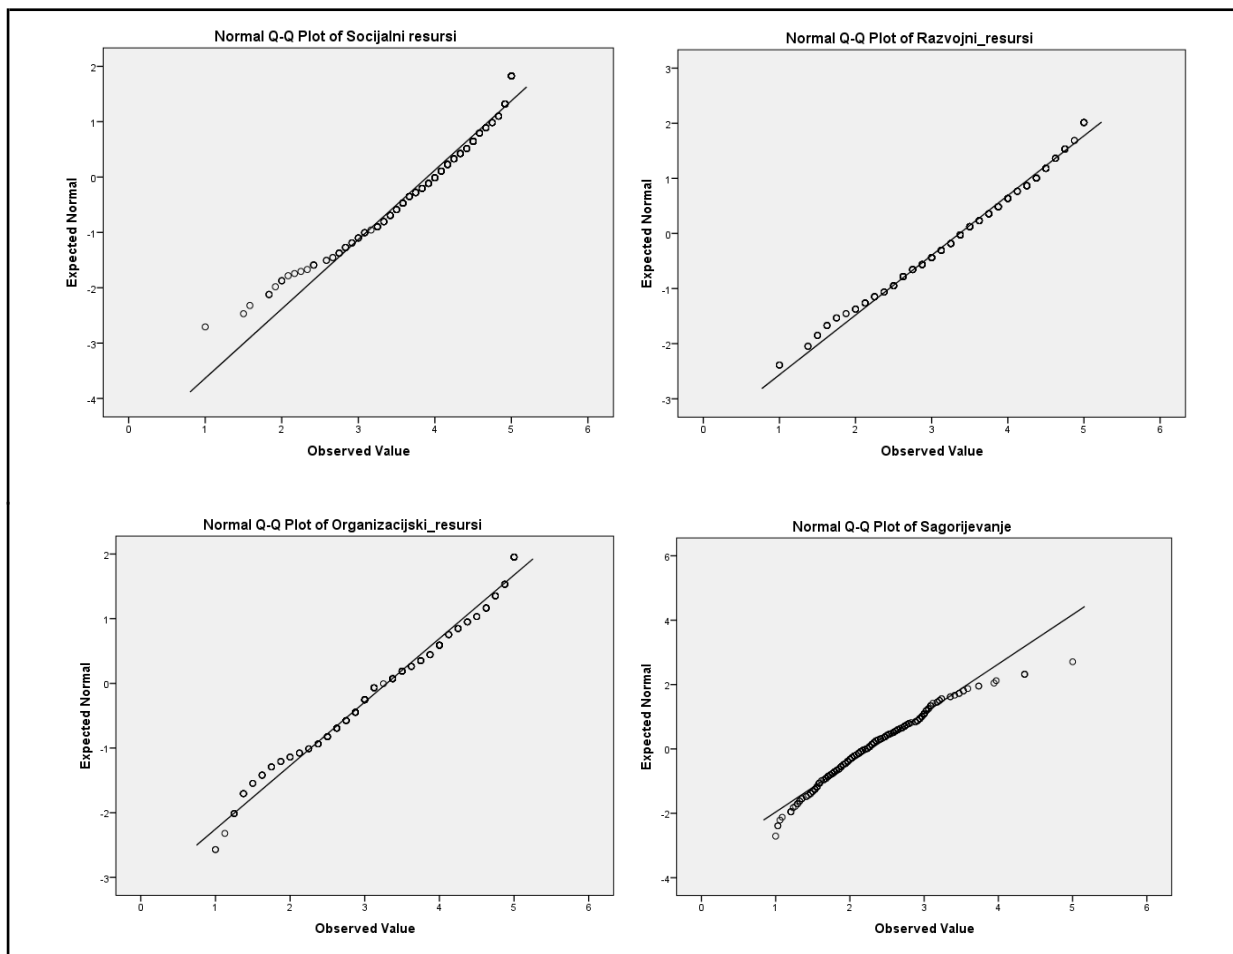 Normal Q-Q Plot of Socijalni resursi
Expected Normal
2
1
0
-1
-2
-3
-4
0 1 2 3 4 5 6
Observed Value
Normal Q-Q Plot of Razvojni_resursi
Expected Normal
3
2
1
0
-1
-2
-3
0 1 2 3 4 5 6
Observed Value
Normal Q-Q Plot of Organizacijski_resursi
Expected Normal
2
1
0
-1
-2
-3
0 1 2 3 4 5 6
Observed Value
Normal Q-Q Plot of Sagorijevanje
Expected Normal
6
4
2
0
-2
-4
0 1 2 3 4 5 6
Observed Value